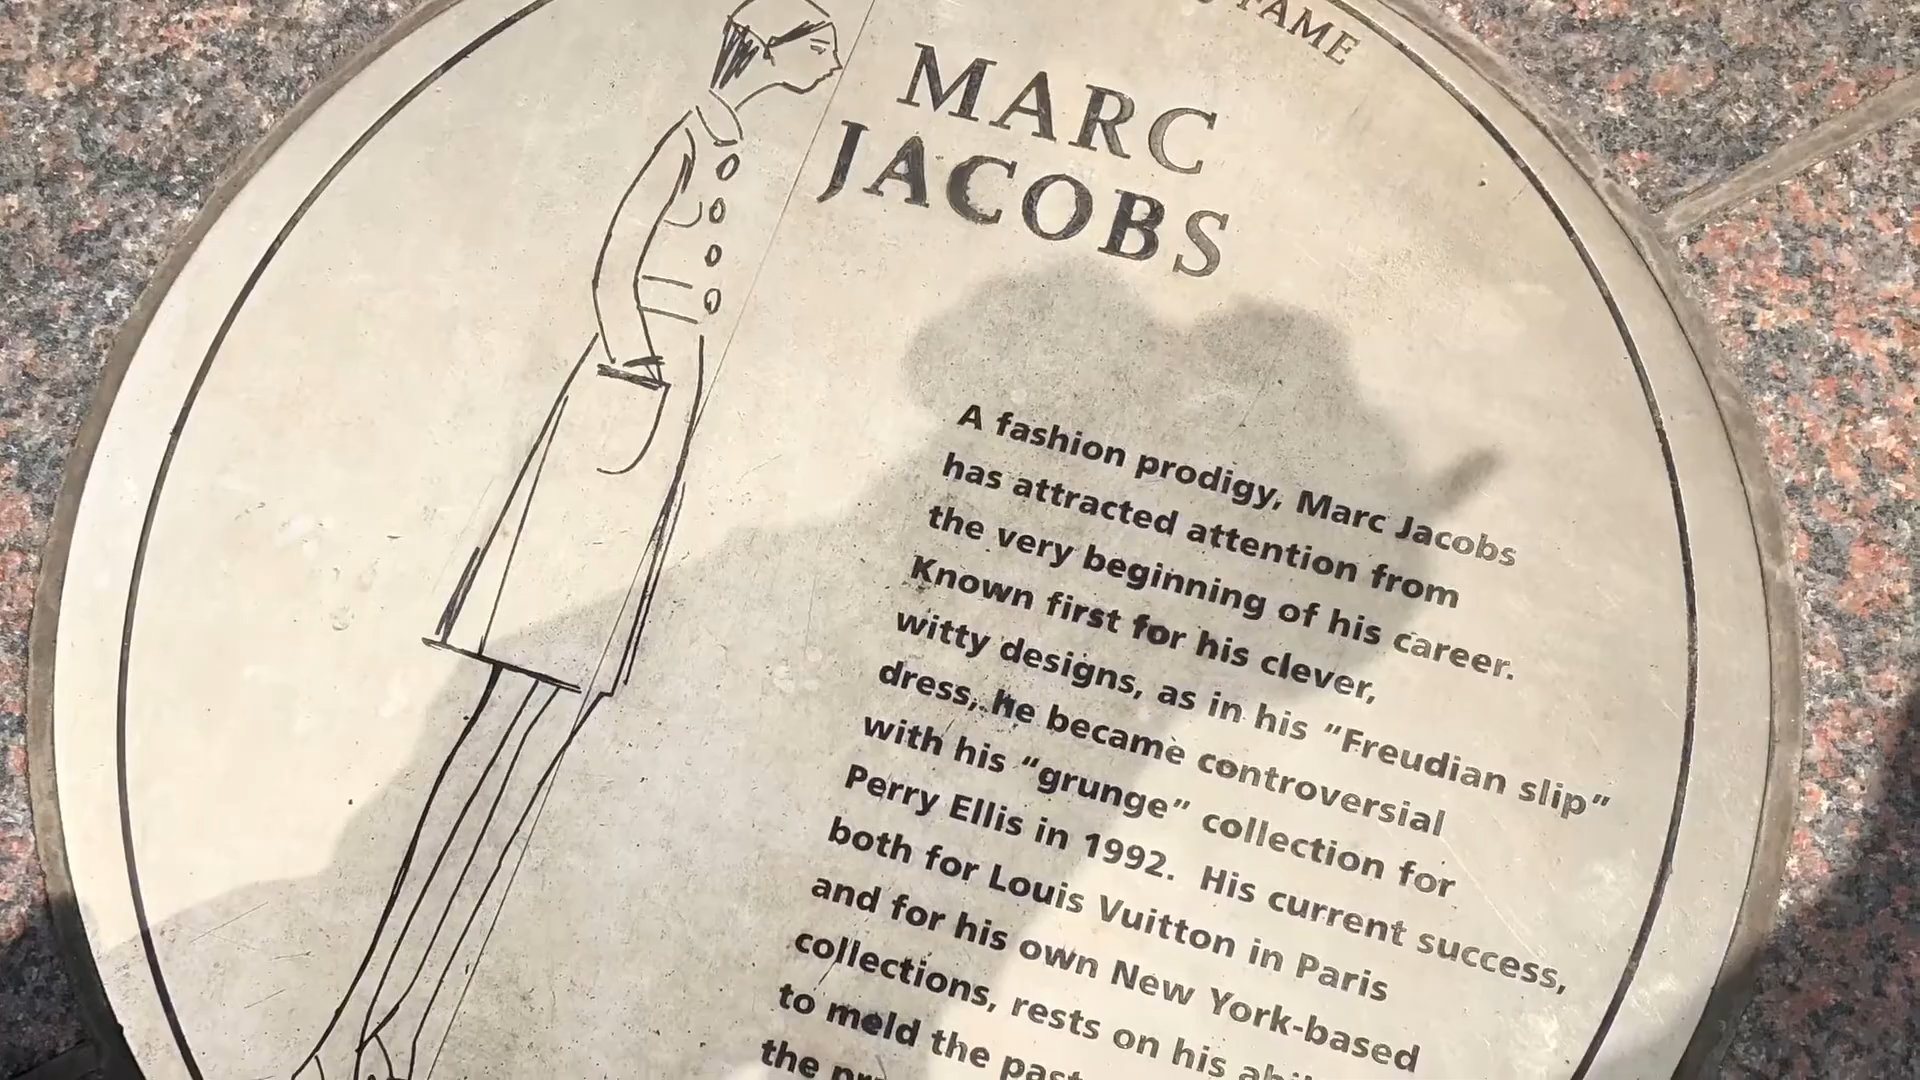 FAME
MARC
JACOBS
A fashion prodigy, Marc Jacobs
has attracted attention from
the very beginning of his career.
Known first for his clever,
witty designs, as in his “Freudian slip”
dress, he became controversial
with his “grunge” collection for
Perry Ellis in 1992. His current success,
both for Louis Vuitton in Paris
and for his own New York-based
collections, rests on his
to meld the past
the